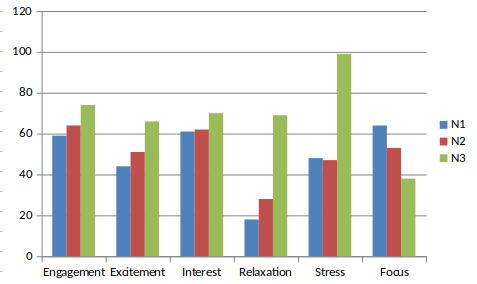 120
100
80
60
40
20
0
Engagement Excitement Interest Relaxation Stress Focus
N1
N2
N3